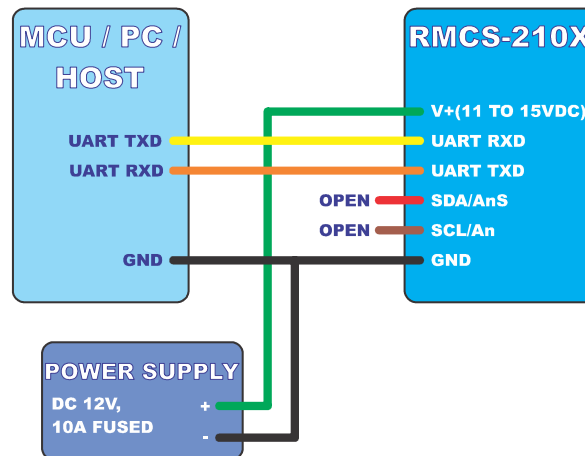 MCU / PC /
HOST
UART TXD
UART RXD
GND
RMCS-210X
V+(11 TO 15VDC)
UART RXD
UART TXD
OPEN SDA/AnS
OPEN SCL/An
GND
POWER SUPPLY
DC 12V, +
10A FUSED -